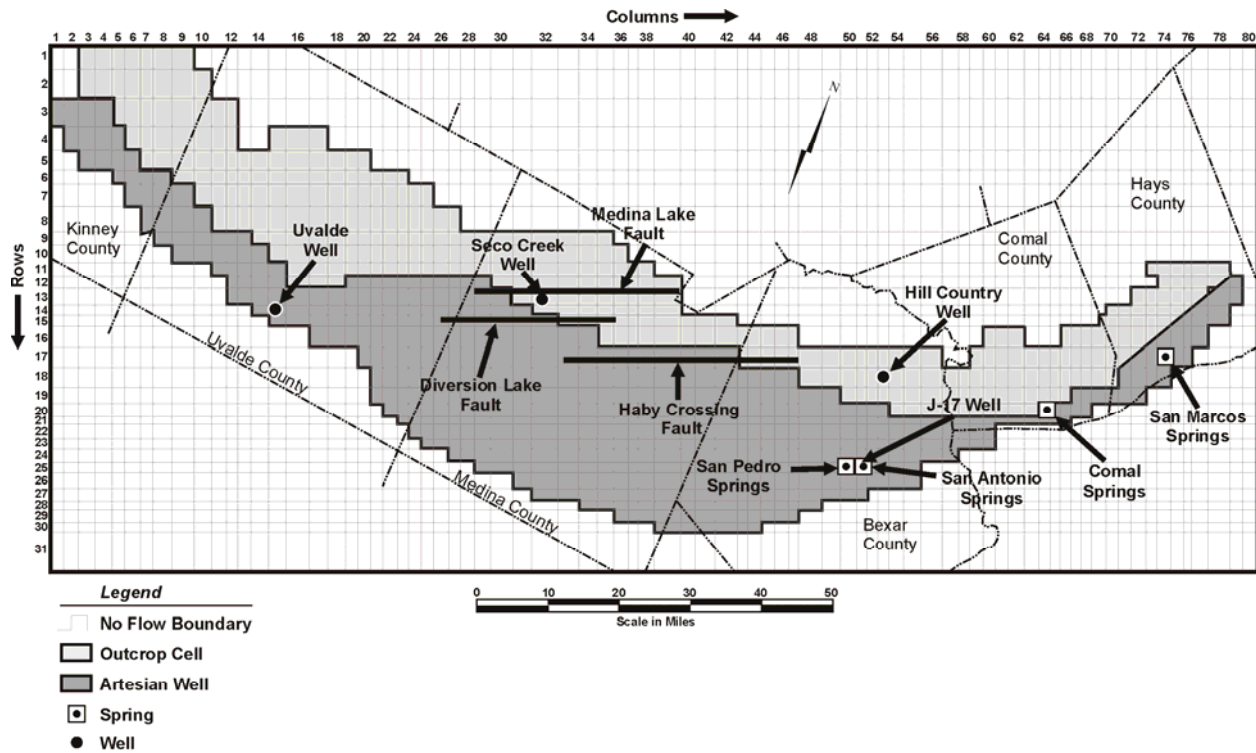 Columns
1 2 3 4 5 6 7 8 9 10 12 14 16 18 20 22 24 26 28 30 32 34 36 38 40 42 44 46 48 50 52 53 54 56 58 60 62 64 66 68 70 72 74 76 78 80
Rows
1
2
3
4
5
6
7
8
9
10
11
12
13
14
15
17
18
20
21
22
23
24
25
26
27
28
29
30
31
N
Kinney
County
Uvalde
Well
Seco Creek
Well
Medina Lake
Fault
Hays
County
Comal
County
Hill Country
Well
Uvalde County
Diversion Lake
Fault
Haby Crossing
Fault
J-17 Well
San Marcos
Springs
San Pedro
Springs
San Antonio
Springs
Comal
Springs
Medina County
Bexar
County
0 10 20 30 40 50
Scale in Miles
Legend
No Flow Boundary
Outcrop Cell
Artesian Well
Spring
Well